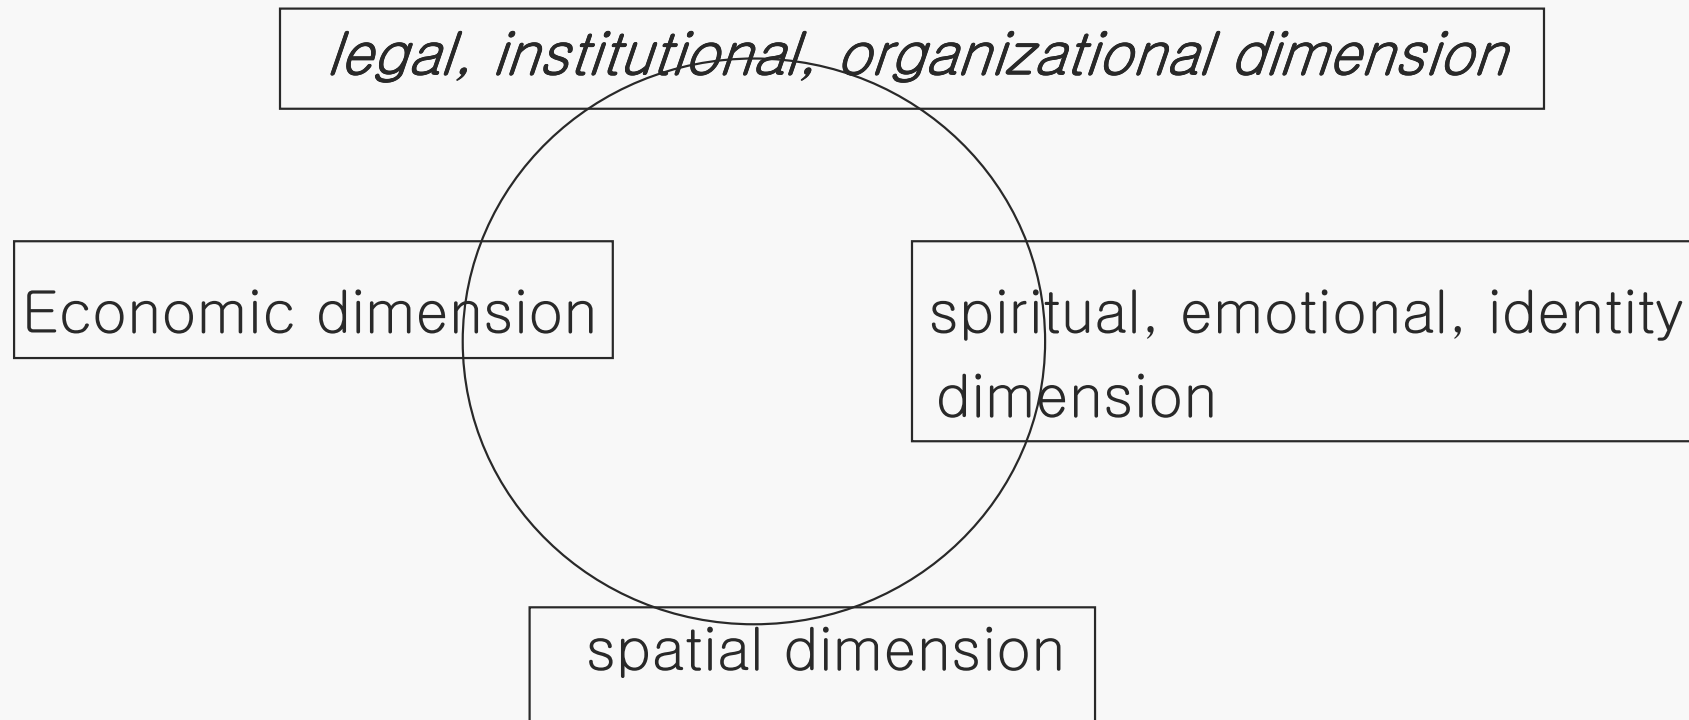 legal, institutional, organizational dimension
Economic dimension
spiritual, emotional, identity
dimension
spatial dimension